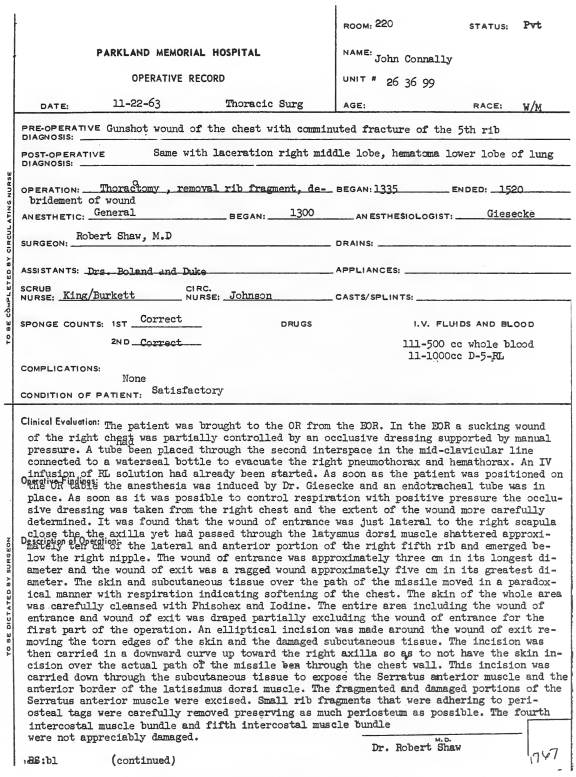 ROOM: 220 STATUS: Pvt
PARKLAND MEMORIAL HOSPITAL
NAME: John Connally
OPERATIVE RECORD
UNIT # 26 36 99
DATE: 11-22-63 Thoracic Surg AGE: RACE: W/M
PRE-OPERATIVE DIAGNOSIS: Gunshot wound of the chest with comminuted fracture of the 5th rib
POST-OPERATIVE DIAGNOSIS: Same with laceration right middle lobe, hematoma lower lobe of lung
OPERATION: Thoractomy , removal rib fragment, de- BEGAN: 1335 ENDED: 1520
bridement of wound
ANESTHETIC: General BEGAN: 1300 ANESTHESIOLOGIST: Giesecke
SURGEON: Robert Shaw, M.D DRAINS:
ASSISTANTS: Drs. Boland and Duke APPLIANCES:
SCRUB NURSE: King/Burkett CIRC. NURSE: Johnson CASTS/SPLINTS:
SPONGE COUNTS: 1ST Correct DRUGS I.V. FLUIDS AND BLOOD
2ND Correct 111-500 cc whole blood
11-1000cc D-5-RL
COMPLICATIONS:
None
CONDITION OF PATIENT: Satisfactory
TO BE COMPLETED BY CIRCULATING NURSE
Clinical Evaluation: The patient was brought to the OR from the EOR. In the EOR a sucking wound
of the right chest was partially controlled by an occlusive dressing supported by manual
pressure. A tube had been placed through the second interspace in the mid-clavicular line
connected to a waterseal bottle to evacuate the right pneumothorax and hemathorax. An IV
infusion of RL solution had already been started. As soon as the patient was positioned on
Operative Findings:
the OR table the anesthesia was induced by Dr. Giesecke and an endotracheal tube was in
place. As soon as it was possible to control respiration with positive pressure the occlu-
sive dressing was taken from the right chest and the extent of the wound more carefully
determined. It was found that the wound of entrance was just lateral to the right scapula
close the the axilla yet had passed through the latysmus dorsi muscle shattered approxi-
Description of Operation:
mately ten cm of the lateral and anterior portion of the right fifth rib and emerged be-
low the right nipple. The wound of entrance was approximately three cm in its longest di-
ameter and the wound of exit was a ragged wound approximately five cm in its greatest di-
ameter. The skin and subcutaneous tissue over the path of the missile moved in a paradox-
ical manner with respiration indicating softening of the chest. The skin of the whole area
was carefully cleansed with Phisohex and Iodine. The entire area including the wound of
entrance and wound of exit was draped partially excluding the wound of entrance for the
first part of the operation. An elliptical incision was made around the wound of exit re-
moving the torn edges of the skin and the damaged subcutaneous tissue. The incision was
then carried in a downward curve up toward the right axilla so as to not have the skin in-
cision over the actual path of the missile through the chest wall. This incision was
carried down through the subcutaneous tissue to expose the Serratus anterior muscle and the
anterior border of the latissimus dorsi muscle. The fragmented and damaged portions of the
Serratus anterior muscle were excised. Small rib fragments that were adhering to peri-
osteal tags were carefully removed preserving as much periosteum as possible. The fourth
intercostal muscle bundle and fifth intercostal muscle bundle
were not appreciably damaged.
M.D.
Dr. Robert Shaw
RS:bl (continued)
1767
TO BE DICTATED BY SURGEON